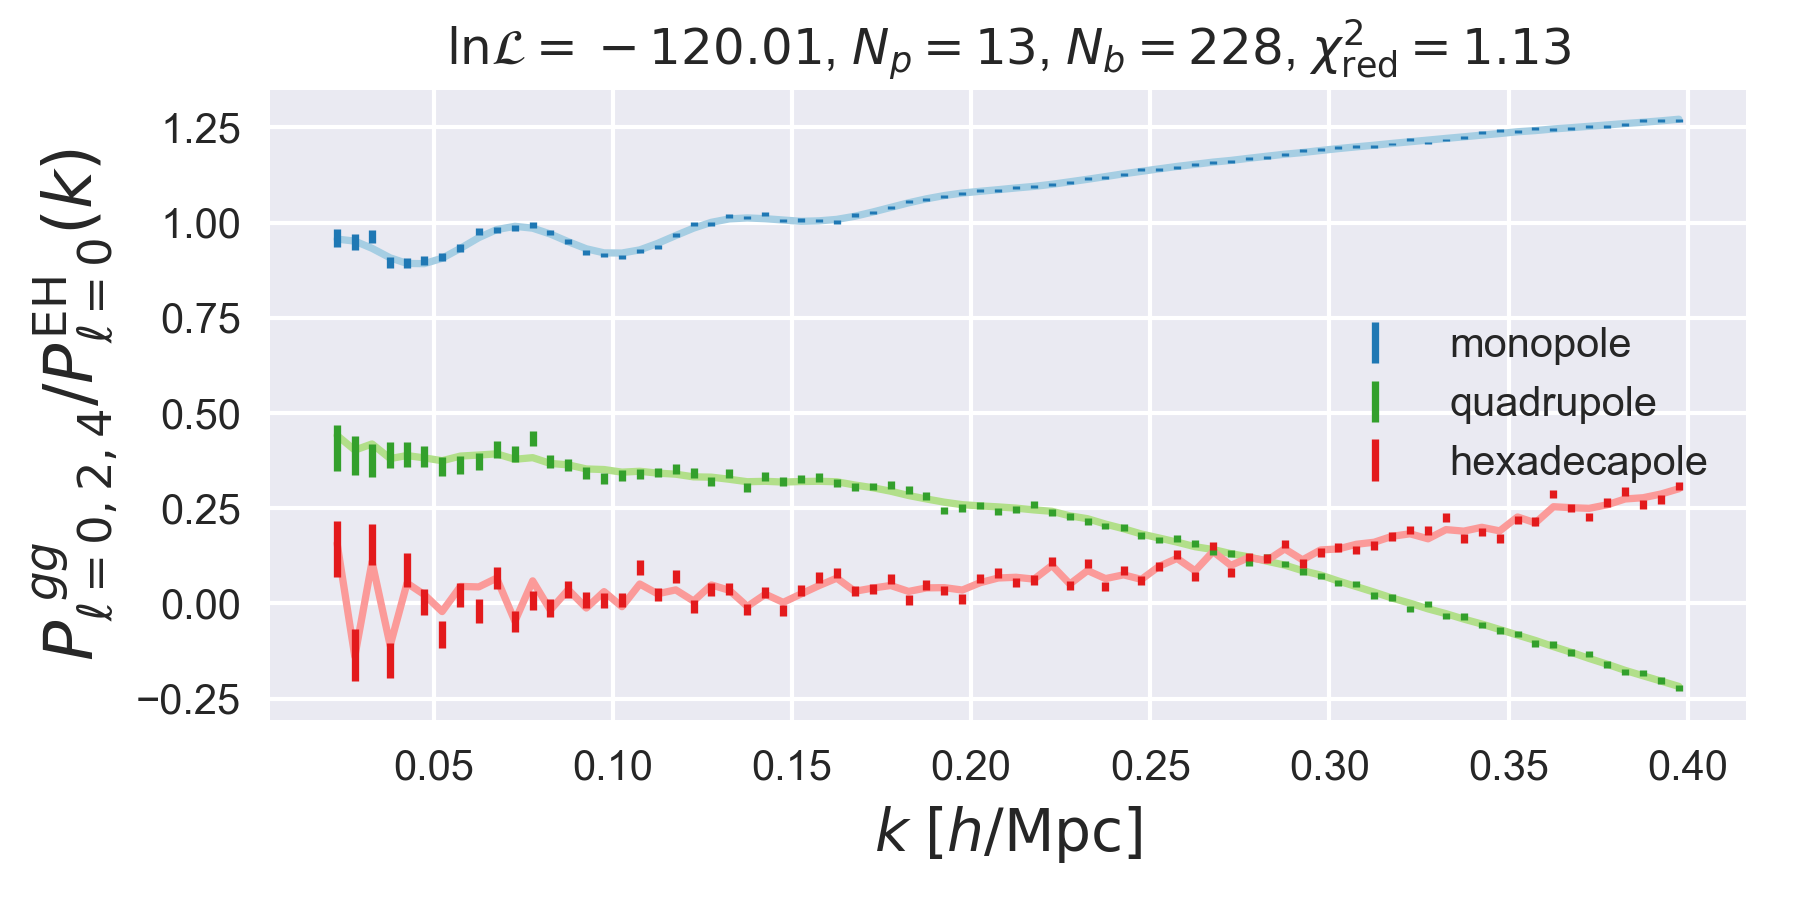 ln𝓛 = −120.01, N_p = 13, N_b = 228, χ²_red = 1.13
P^{gg}_{ℓ=0,2,4}/P^{EH}_{ℓ=0}(k)
1.25
1.00
0.75
0.50
0.25
0.00
−0.25
monopole
quadrupole
hexadecapole
0.05 0.10 0.15 0.20 0.25 0.30 0.35 0.40
k [h/Mpc]